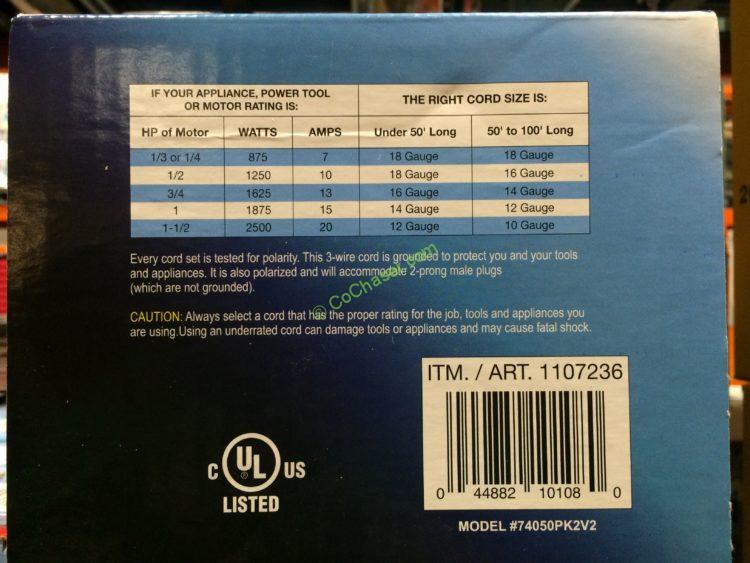 IF YOUR APPLIANCE, POWER TOOL OR MOTOR RATING IS: THE RIGHT CORD SIZE IS:
HP of Motor WATTS AMPS Under 50' Long 50' to 100' Long
1/3 or 1/4 875 7 18 Gauge 18 Gauge
1/2 1250 10 18 Gauge 16 Gauge
3/4 1625 13 16 Gauge 14 Gauge
1 1875 15 14 Gauge 12 Gauge
1-1/2 2500 20 12 Gauge 10 Gauge
Every cord set is tested for polarity. This 3-wire cord is grounded to protect you and your tools
and appliances. It is also polarized and will accommodate 2-prong male plugs
(which are not grounded).
© CoChaser.com
CAUTION: Always select a cord that has the proper rating for the job, tools and appliances you
are using.Using an underrated cord can damage tools or appliances and may cause fatal shock.
ITM. / ART. 1107236
0 44882 10108 0
MODEL #74050PK2V2
C UL ® US
LISTED